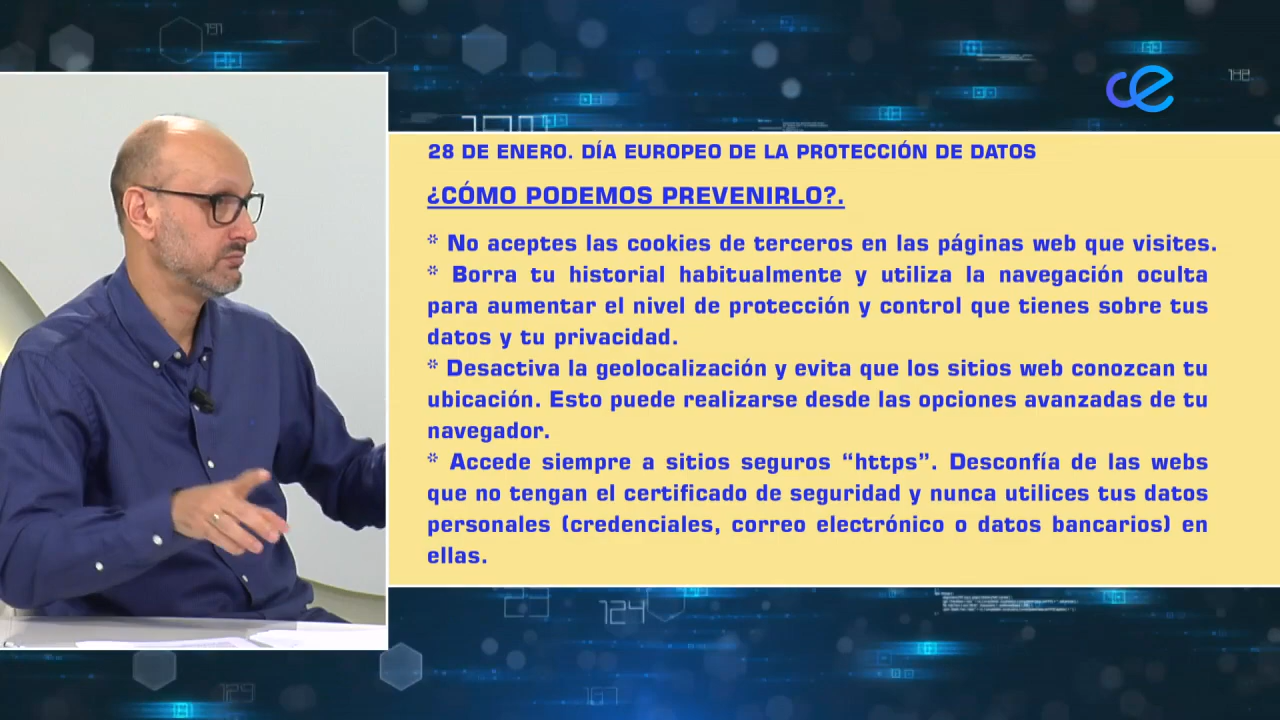 28 DE ENERO. DÍA EUROPEO DE LA PROTECCIÓN DE DATOS
¿CÓMO PODEMOS PREVENIRLO?.
* No aceptes las cookies de terceros en las páginas web que visites.
* Borra tu historial habitualmente y utiliza la navegación oculta
para aumentar el nivel de protección y control que tienes sobre tus
datos y tu privacidad.
* Desactiva la geolocalización y evita que los sitios web conozcan tu
ubicación. Esto puede realizarse desde las opciones avanzadas de tu
navegador.
* Accede siempre a sitios seguros “https”. Desconfía de las webs
que no tengan el certificado de seguridad y nunca utilices tus datos
personales (credenciales, correo electrónico o datos bancarios) en
ellas.
124